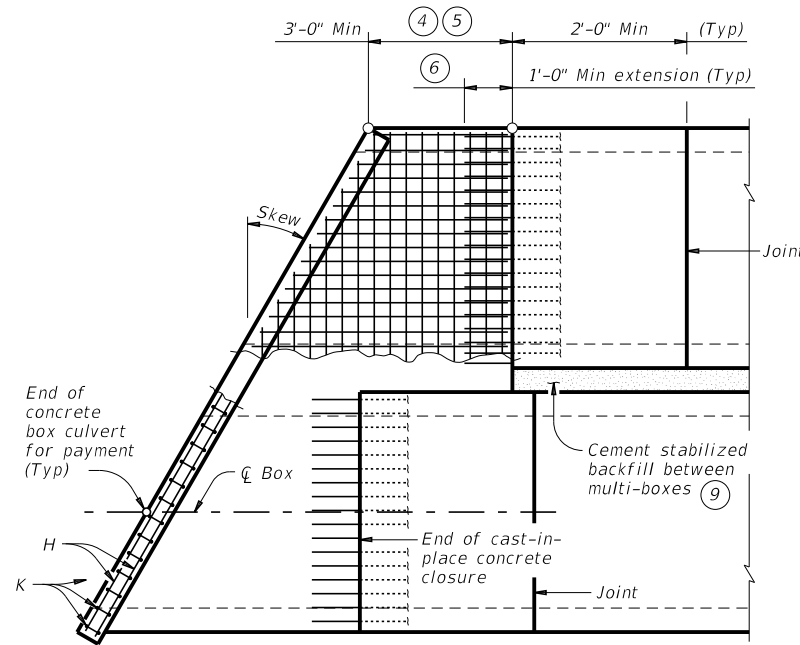 3'-0" Min
4 5
2'-0" Min
(Typ)
6
1'-0" Min extension (Typ)
Skew
Joint
End of
concrete
box culvert
for payment
(Typ)
℄ Box
Cement stabilized
backfill between
multi-boxes 9
H
K
End of cast-in-
place concrete
closure
Joint